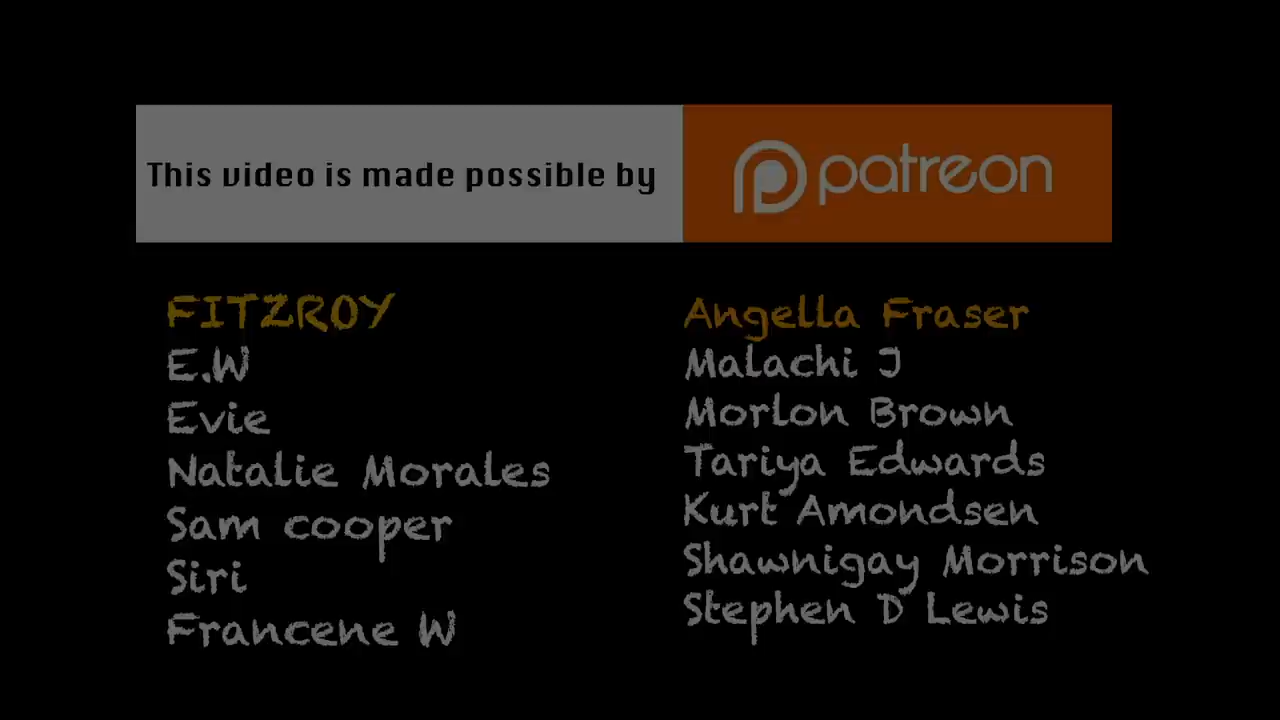 This video is made possible by patreon
FITZROY
E.W
Evie
Natalie Morales
Sam cooper
Siri
Francene W
Angella Fraser
Malachi J
Morlon Brown
Tariya Edwards
Kurt Amondsen
Shawnigay Morrison
Stephen D Lewis